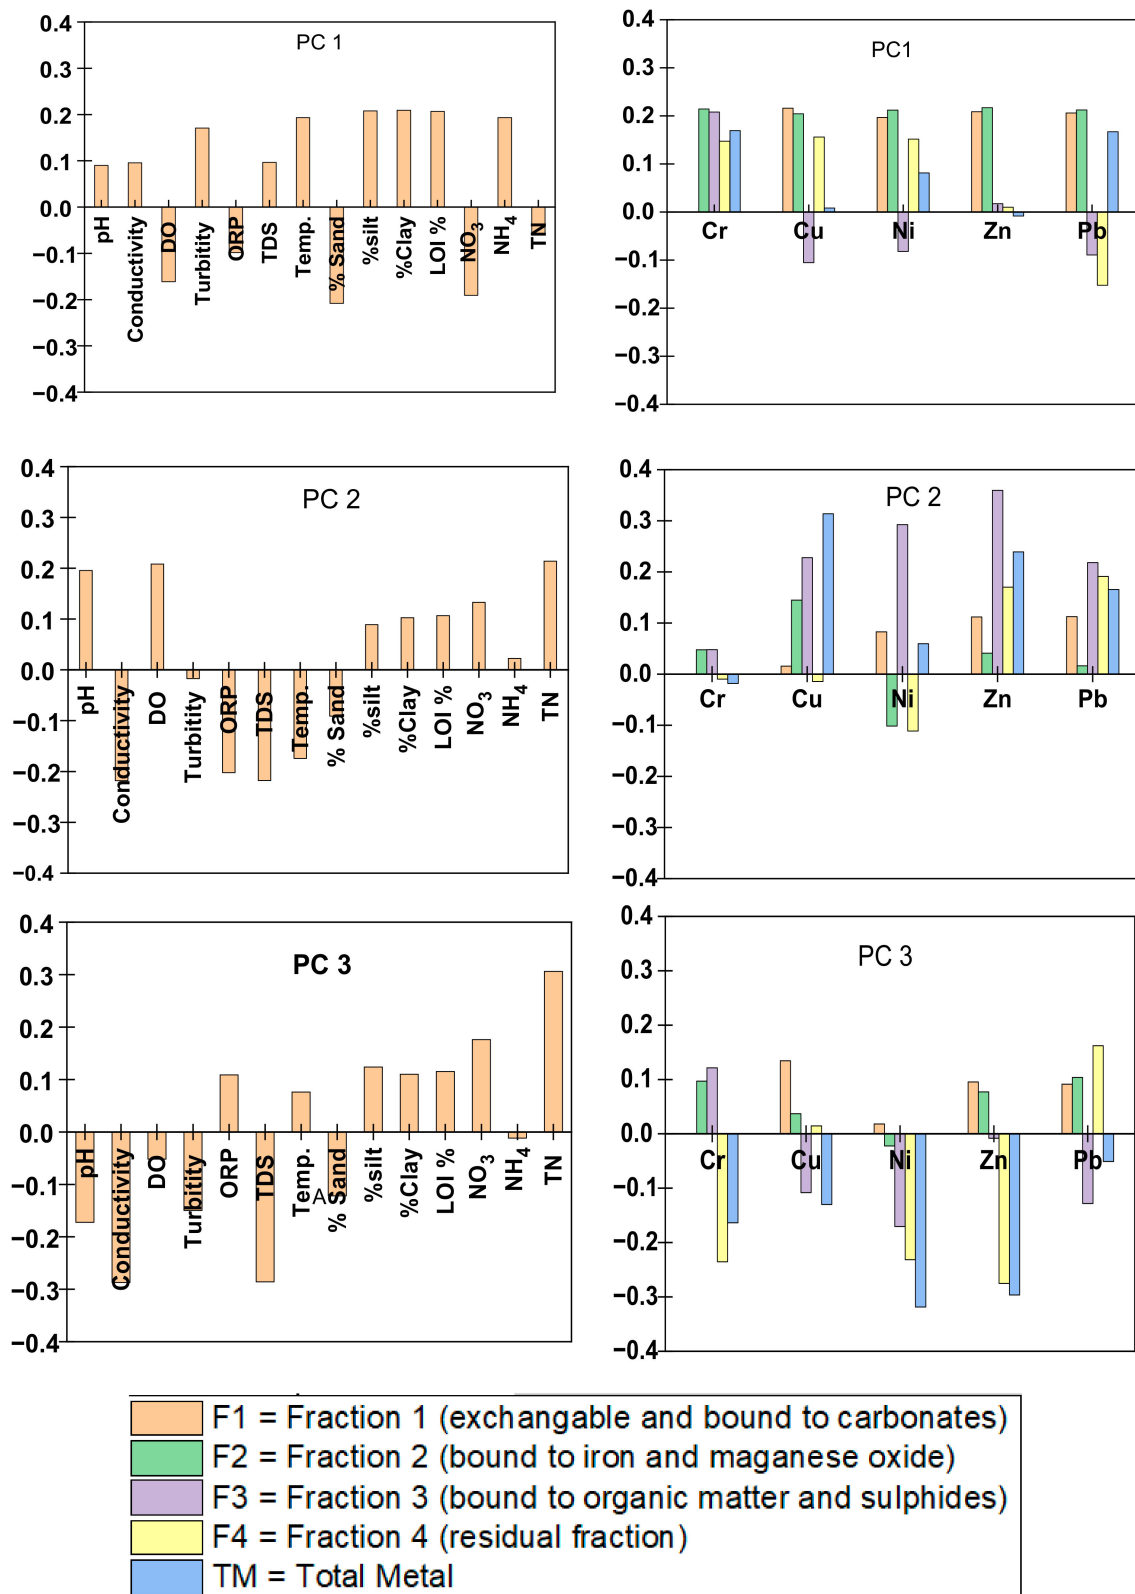 PC 1
0.4
0.3
0.2
0.1
0.0
−0.1
−0.2
−0.3
−0.4
pH
Conductivity
DO
Turbitity
ORP
TDS
Temp.
% Sand
%silt
%Clay
LOI %
NO3
NH4
TN
PC1
0.4
0.3
0.2
0.1
0.0
−0.1
−0.2
−0.3
−0.4
Cr
Cu
Ni
Zn
Pb
PC 2
0.4
0.3
0.2
0.1
0.0
−0.1
−0.2
−0.3
−0.4
pH
Conductivity
DO
Turbitity
ORP
TDS
Temp.
% Sand
%silt
%Clay
LOI %
NO3
NH4
TN
PC 2
0.4
0.3
0.2
0.1
0.0
−0.1
−0.2
−0.3
−0.4
Cr
Cu
Ni
Zn
Pb
PC 3
0.4
0.3
0.2
0.1
0.0
−0.1
−0.2
−0.3
−0.4
pH
Conductivity
DO
Turbitity
ORP
TDS
Temp.
A
% Sand
%silt
%Clay
LOI %
NO3
NH4
TN
PC 3
0.4
0.3
0.2
0.1
0.0
−0.1
−0.2
−0.3
−0.4
Cr
Cu
Ni
Zn
Pb
F1 = Fraction 1 (exchangable and bound to carbonates)
F2 = Fraction 2 (bound to iron and maganese oxide)
F3 = Fraction 3 (bound to organic matter and sulphides)
F4 = Fraction 4 (residual fraction)
TM = Total Metal